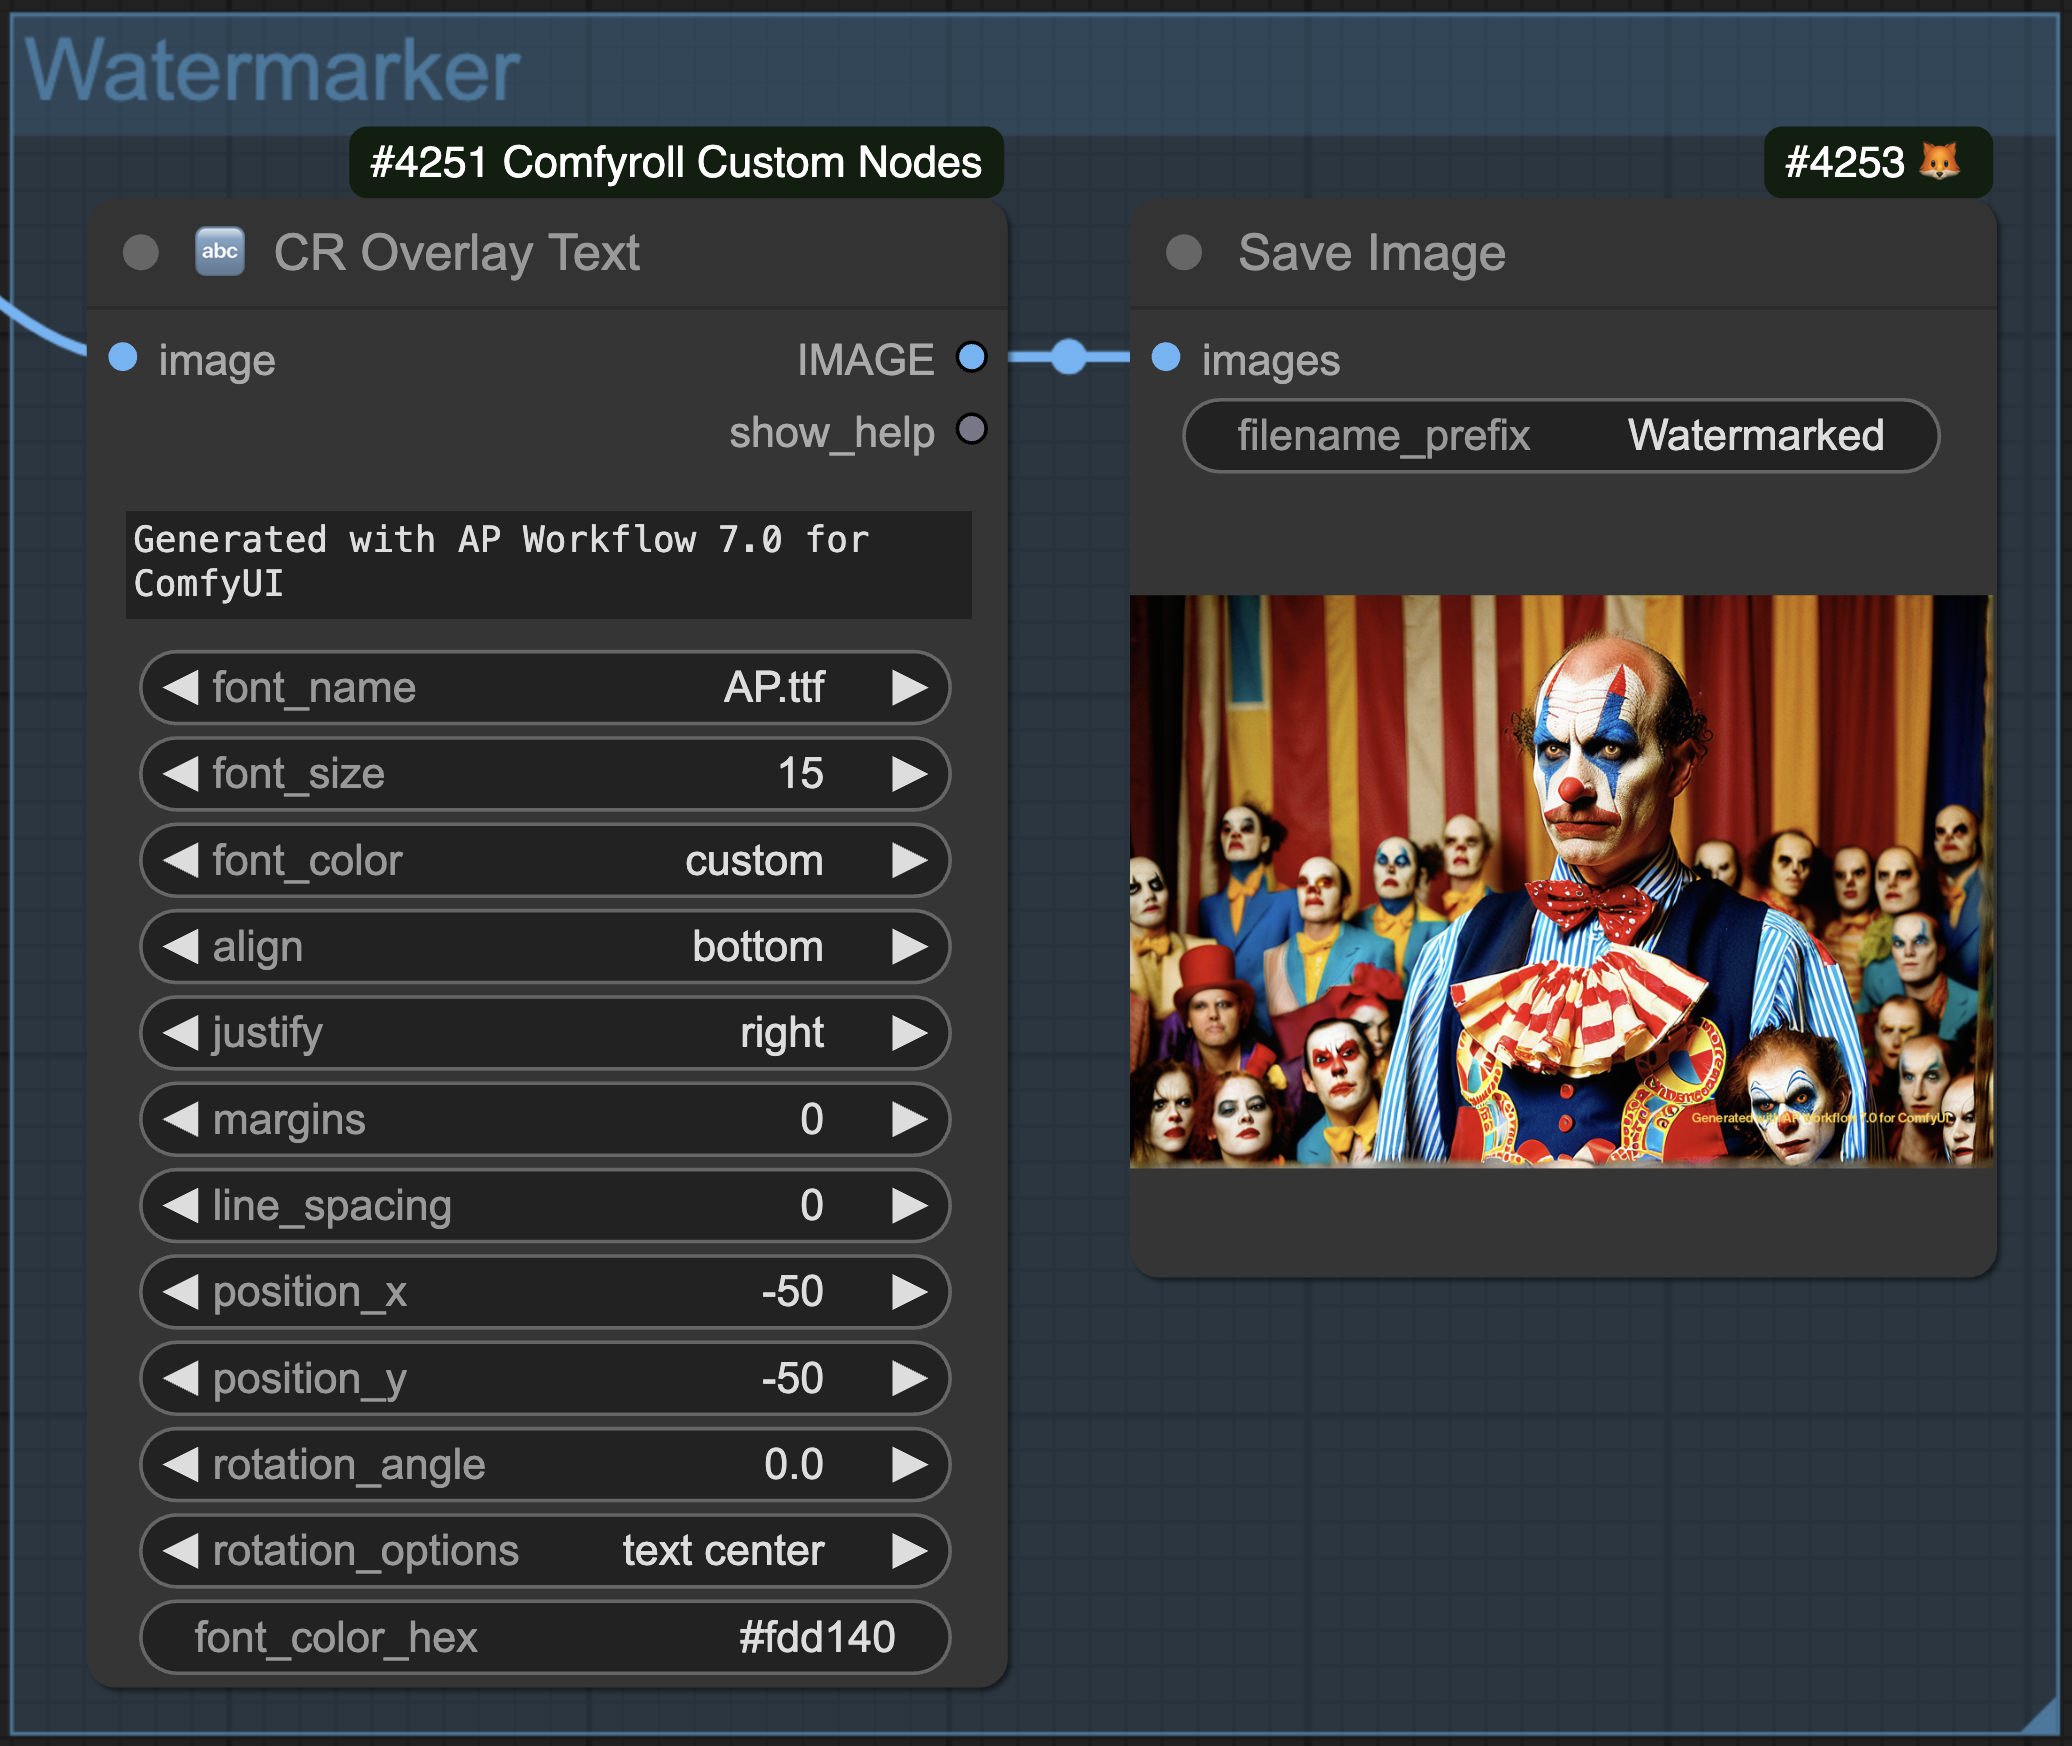 Watermarker
#4251 Comfyroll Custom Nodes
#4253 🦊
abc CR Overlay Text
image
IMAGE
show_help
Generated with AP Workflow 7.0 for
ComfyUI
font_name AP.ttf
font_size 15
font_color custom
align bottom
justify right
margins 0
line_spacing 0
position_x -50
position_y -50
rotation_angle 0.0
rotation_options text center
font_color_hex #fdd140
Save Image
images
filename_prefix Watermarked
Generated with AP Workflow 7.0 for ComfyUI